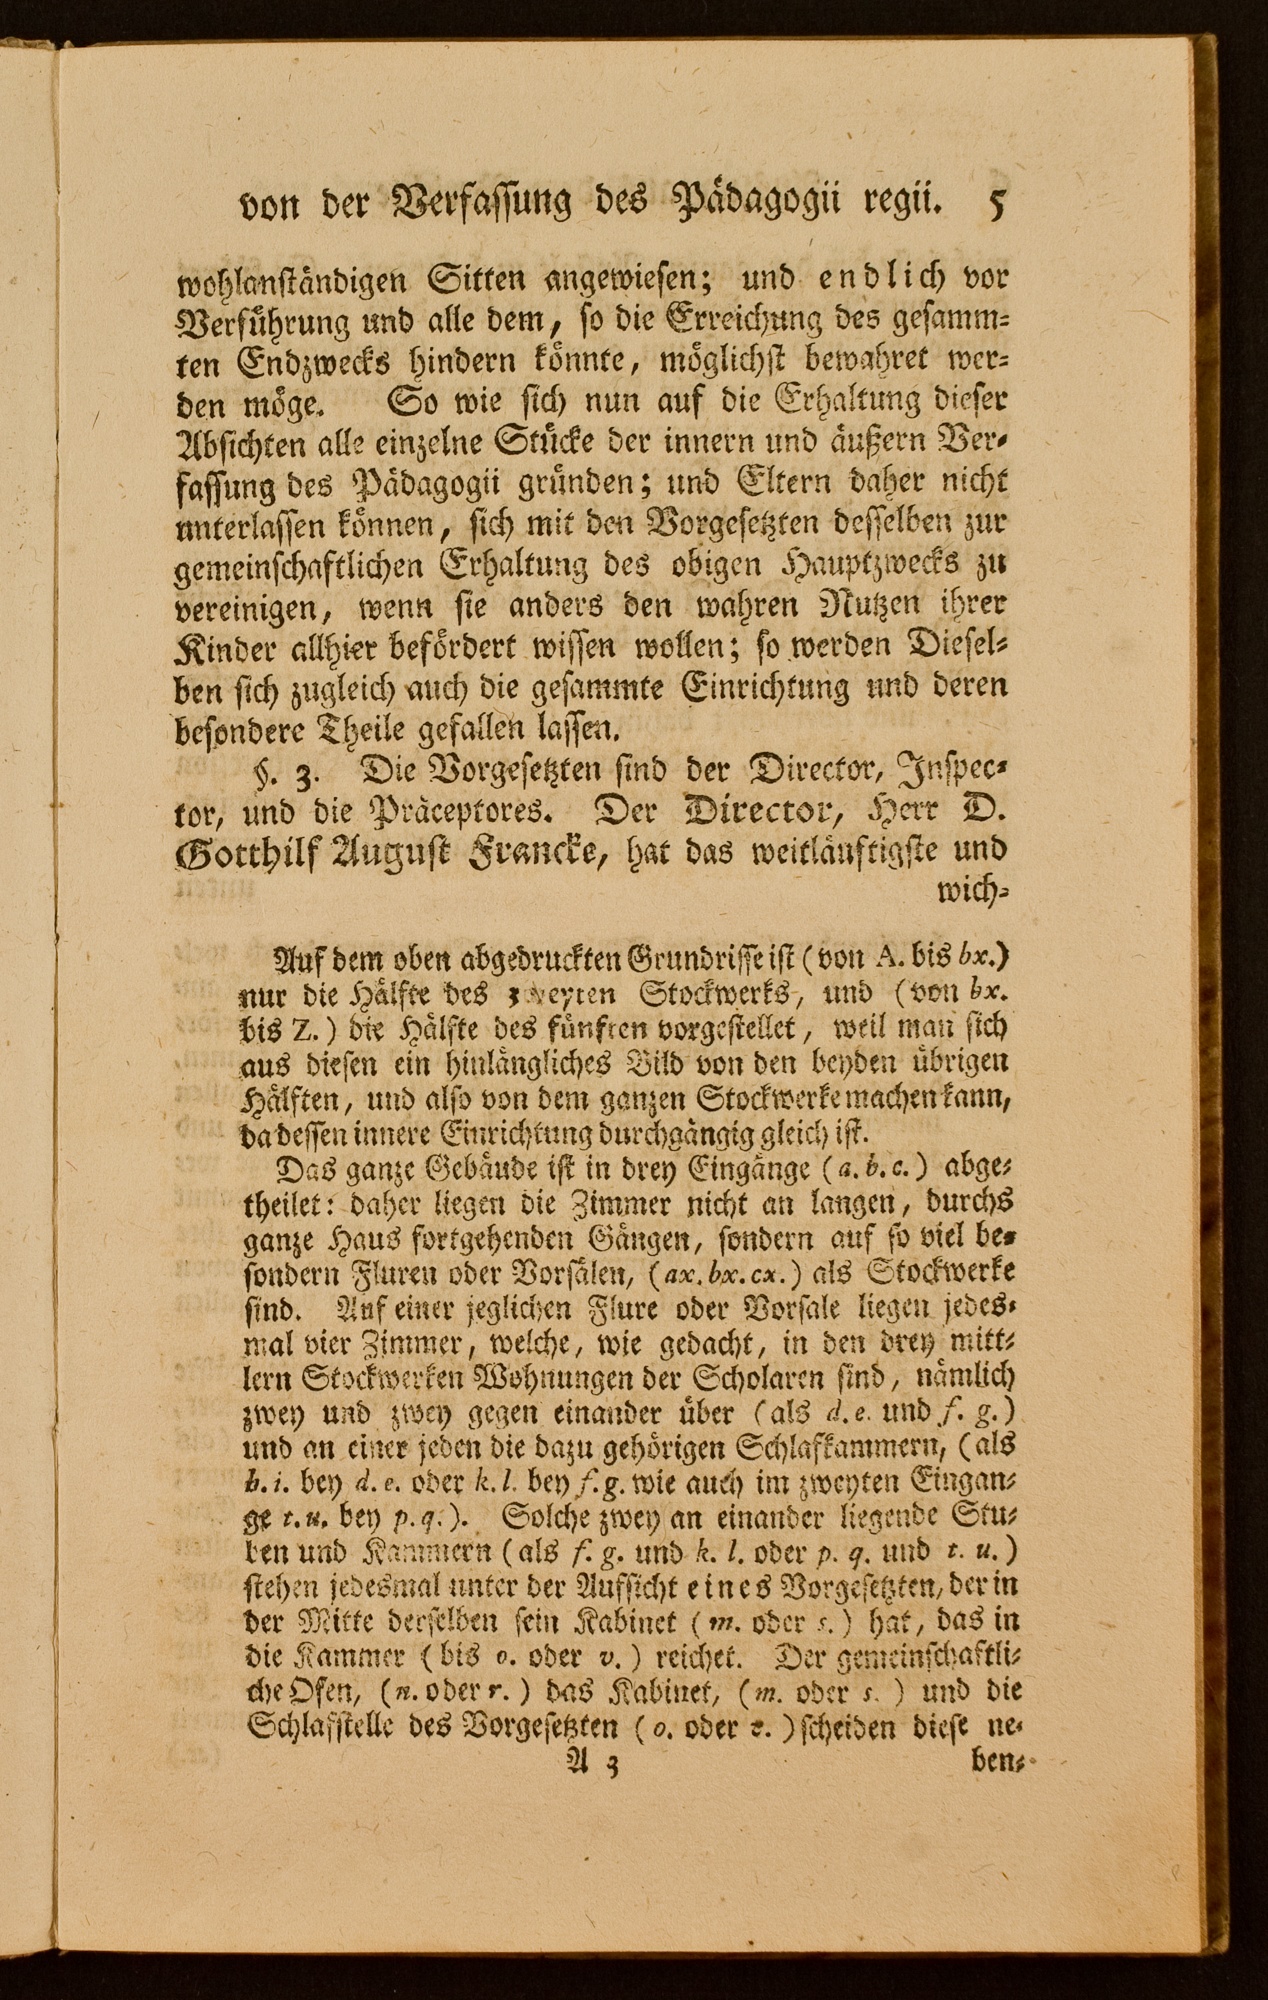 von der Verfassung des Pädagogii regii. 5
wohlanständigen Sitten angewiesen; und endlich vor
Verführung und alle dem, so die Erreichung des gesamm-
ten Endzwecks hindern könnte, möglichst bewahret wer-
den möge. So wie sich nun auf die Erhaltung dieser
Absichten alle einzelne Stücke der innern und äußern Ver-
fassung des Pädagogii gründen; und Eltern daher nicht
unterlassen können, sich mit den Vorgesetzten desselben zur
gemeinschaftlichen Erhaltung des obigen Hauptzwecks zu
vereinigen, wenn sie anders den wahren Nutzen ihrer
Kinder allhier befördert wissen wollen; so werden Diesel-
ben sich zugleich auch die gesammte Einrichtung und deren
besondere Theile gefallen lassen.
§. 3. Die Vorgesetzten sind der Director, Inspec-
tor, und die Präceptores. Der Director, Herr D.
Gotthilf August Francke, hat das weitläuftigste und
wich-
Auf dem oben abgedruckten Grundrisse ist (von A. bis bx.)
nur die Hälfte des zweyten Stockwerks, und (von bx.
bis Z.) die Hälfte des fünften vorgestellet, weil man sich
aus diesen ein hinlängliches Bild von den beyden übrigen
Hälften, und also von dem ganzen Stockwerke machen kann,
da dessen innere Einrichtung durchgängig gleich ist.
Das ganze Gebäude ist in drey Eingänge (a. b. c.) abge-
theilet: daher liegen die Zimmer nicht an langen, durchs
ganze Haus fortgehenden Gängen, sondern auf so viel be-
sondern Fluren oder Vorsälen, (ax. bx. cx.) als Stockwerke
sind. Auf einer jeglichen Flure oder Vorsale liegen jedes-
mal vier Zimmer, welche, wie gedacht, in den drey mitt-
lern Stockwerken Wohnungen der Scholaren sind, nämlich
zwey und zwey gegen einander über (als d. e. und f. g.)
und an einer jeden die dazu gehörigen Schlafkammern, (als
h. i. bey d. e. oder k. l. bey f. g. wie auch im zweyten Eingan-
ge t. u. bey p. q.). Solche zwey an einander liegende Stu-
ben und Kammern (als f. g. und k. l. oder p. q. und t. u.)
stehen jedesmal unter der Aufsicht eines Vorgesetzten, der in
der Mitte derselben sein Kabinet (m. oder s.) hat, das in
die Kammer (bis o. oder v.) reichet. Der gemeinschaftli-
che Ofen, (n. oder r.) das Kabinet, (m. oder s.) und die
Schlafstelle des Vorgesetzten (o. oder v.) scheiden diese ne-
A 3 ben-